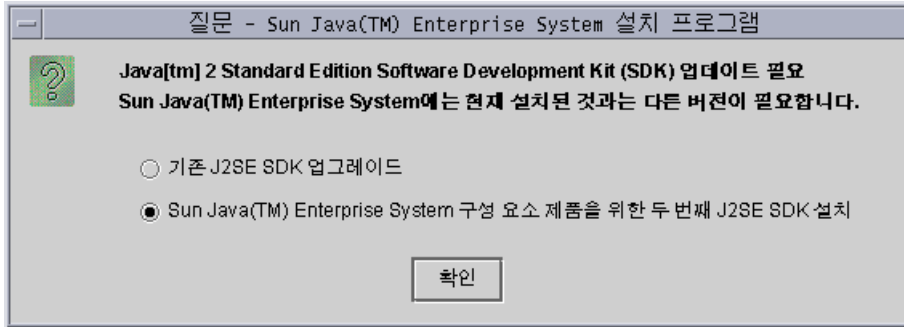 질문 - Sun Java(TM) Enterprise System 설치 프로그램
Java[tm] 2 Standard Edition Software Development Kit (SDK) 업데이트 필요
Sun Java(TM) Enterprise System에는 현재 설치된 것과는 다른 버전이 필요합니다.
기존 J2SE SDK 업그레이드
Sun Java(TM) Enterprise System 구성 요소 제품을 위한 두 번째 J2SE SDK 설치
확인